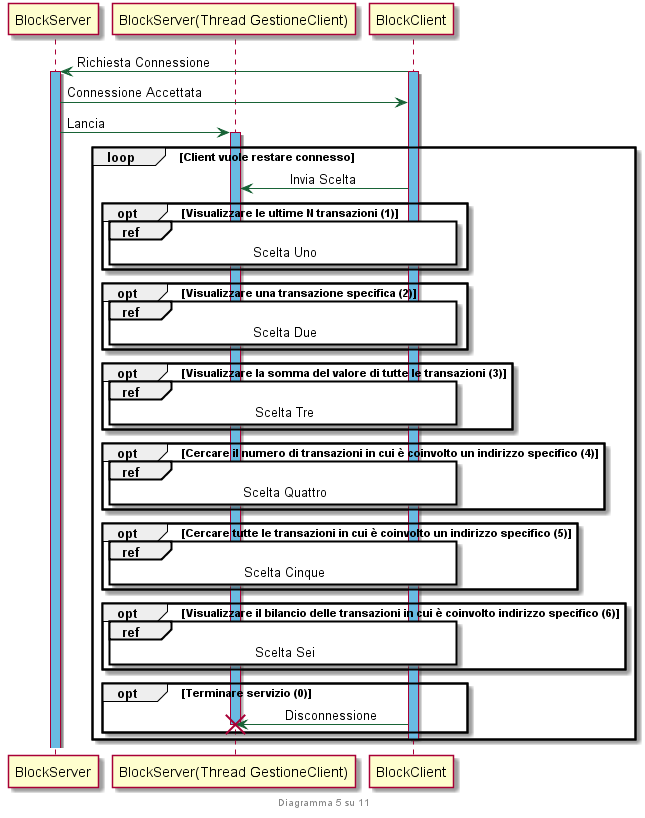 BlockServer BlockServer(Thread GestioneClient) BlockClient
Richiesta Connessione
Connessione Accettata
Lancia
loop [Client vuole restare connesso]
Invia Scelta
opt [Visualizzare le ultime N transazioni (1)]
ref
Scelta Uno
opt [Visualizzare una transazione specifica (2)]
ref
Scelta Due
opt [Visualizzare la somma del valore di tutte le transazioni (3)]
ref
Scelta Tre
opt [Cercare il numero di transazioni in cui è coinvolto un indirizzo specifico (4)]
ref
Scelta Quattro
opt [Cercare tutte le transazioni in cui è coinvolto un indirizzo specifico (5)]
ref
Scelta Cinque
opt [Visualizzare il bilancio delle transazioni in cui è coinvolto indirizzo specifico (6)]
ref
Scelta Sei
opt [Terminare servizio (0)]
Disconnessione
BlockServer BlockServer(Thread GestioneClient) BlockClient
Diagramma 5 su 11